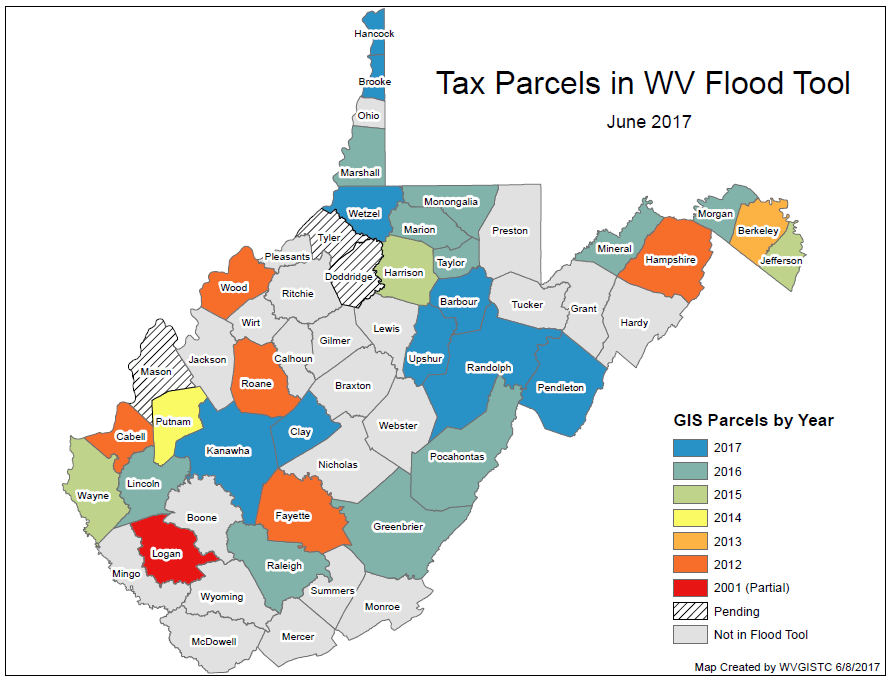 Hancock
Tax Parcels in WV Flood Tool
Brooke
Ohio
June 2017
Marshall
Monongalia
Wetzel
Morgan
Marion
Preston
Berkeley
Tyler
Mineral
Pleasants
Taylor
Hampshire
Jefferson
Harrison
Doddridge
Wood
Ritchie
Barbour
Tucker
Grant
Wirt
Lewis
Hardy
Gilmer
Jackson
Calhoun
Upshur
Mason
Randolph
Roane
Braxton
Pendleton
Putnam
Webster
GIS Parcels by Year
Cabell
Clay
Kanawha
2017
Pocahontas
Nicholas
2016
Lincoln
Wayne
2015
Boone
Fayette
2014
Greenbrier
2013
Logan
Raleigh
2012
Mingo
2001 (Partial)
Summers
Wyoming
Monroe
Pending
Mercer
Not in Flood Tool
McDowell
Map Created by WVGISTC 6/8/2017